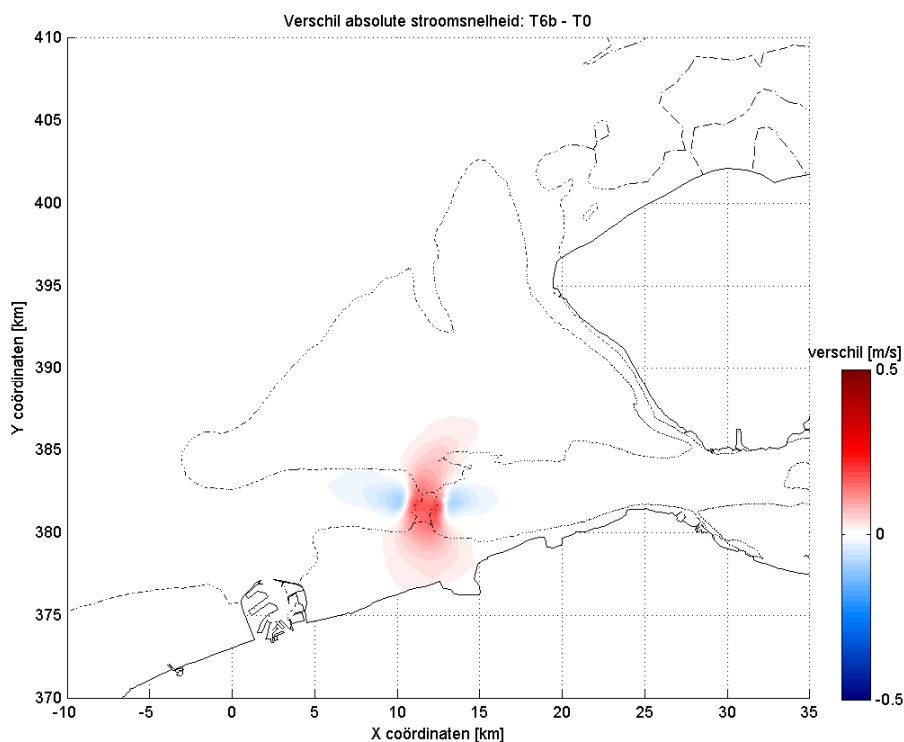 Verschil absolute stroomsnelheid: T6b - T0
410
405
400
395
390
385
380
375
370
Y coördinaten [km]
-10 -5 0 5 10 15 20 25 30 35
X coördinaten [km]
verschil [m/s]
0.5
0
-0.5